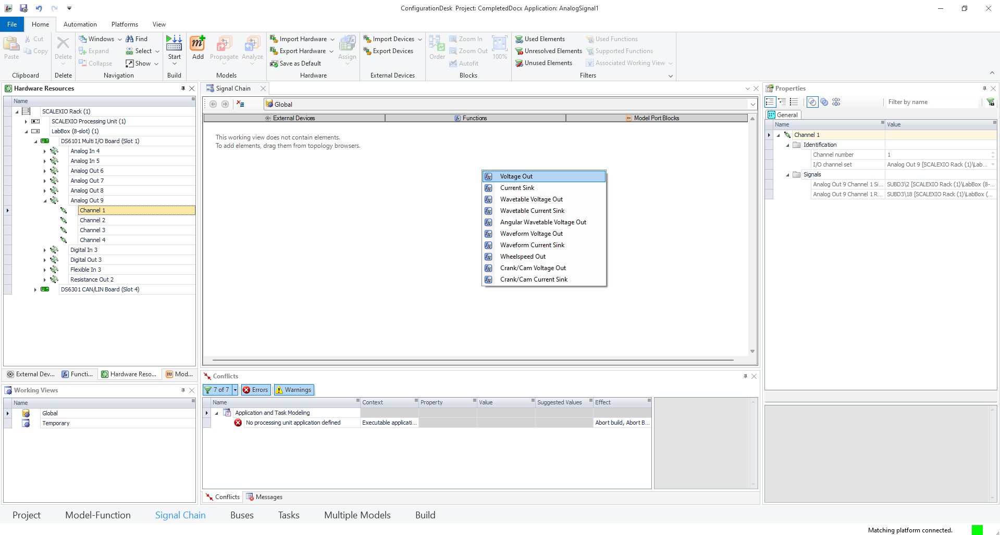 ConfigurationDesk Project: CompletedDocx Application: AnalogSignal1
File Home Automation Platforms View
Paste Cut Copy Clipboard
Delete Delete
Windows Expand Collapse Find Select Show Navigation
Start Build
Add Propagate Analyze Models
Import Hardware Export Hardware Save as Default Assign Hardware
Import Devices Export Devices External Devices
Order Zoom In Zoom Out Autofit 100% Blocks
Used Elements Unresolved Elements Unused Elements Used Functions Supported Functions Associated Working View Filters
Hardware Resources
Name
SCALEXIO Rack (1)
SCALEXIO Processing Unit (1)
LabBox (8-slot) (1)
DS6101 Multi I/O Board (Slot 1)
Analog In 4
Analog In 5
Analog Out 6
Analog Out 7
Analog Out 8
Analog Out 9
Channel 1
Channel 2
Channel 3
Channel 4
Digital In 3
Digital Out 3
Flexible In 3
Resistance Out 2
DS6301 CAN/LIN Board (Slot 4)
External Dev... Functi... Hardware Reso... Mod...
Working Views
Name
Global
Temporary
Signal Chain
Global
External Devices Functions Model Port Blocks
This working view does not contain elements.
To add elements, drag them from topology browsers.
Voltage Out
Current Sink
Wavetable Voltage Out
Wavetable Current Sink
Angular Wavetable Voltage Out
Waveform Voltage Out
Waveform Current Sink
Wheelspeed Out
Crank/Cam Voltage Out
Crank/Cam Current Sink
Conflicts
7 of 7 Errors Warnings
Name Context Property Value Suggested Values Effect
Application and Task Modeling
No processing unit application defined Executable applicati... Abort build, Abort B...
Conflicts Messages
Properties
Filter by name
General
Name Value
Channel 1
Identification
Channel number 1
I/O channel set Analog Out 9 [SCALEXIO Rack (1)\Lab...
Signals
Analog Out 9 Channel 1 Si... SUBD3\2 [SCALEXIO Rack (1)\LabBox (8-...
Analog Out 9 Channel 1 R... SUBD3\18 [SCALEXIO Rack (1)\LabBox (...
Project Model-Function Signal Chain Buses Tasks Multiple Models Build
Matching platform connected.